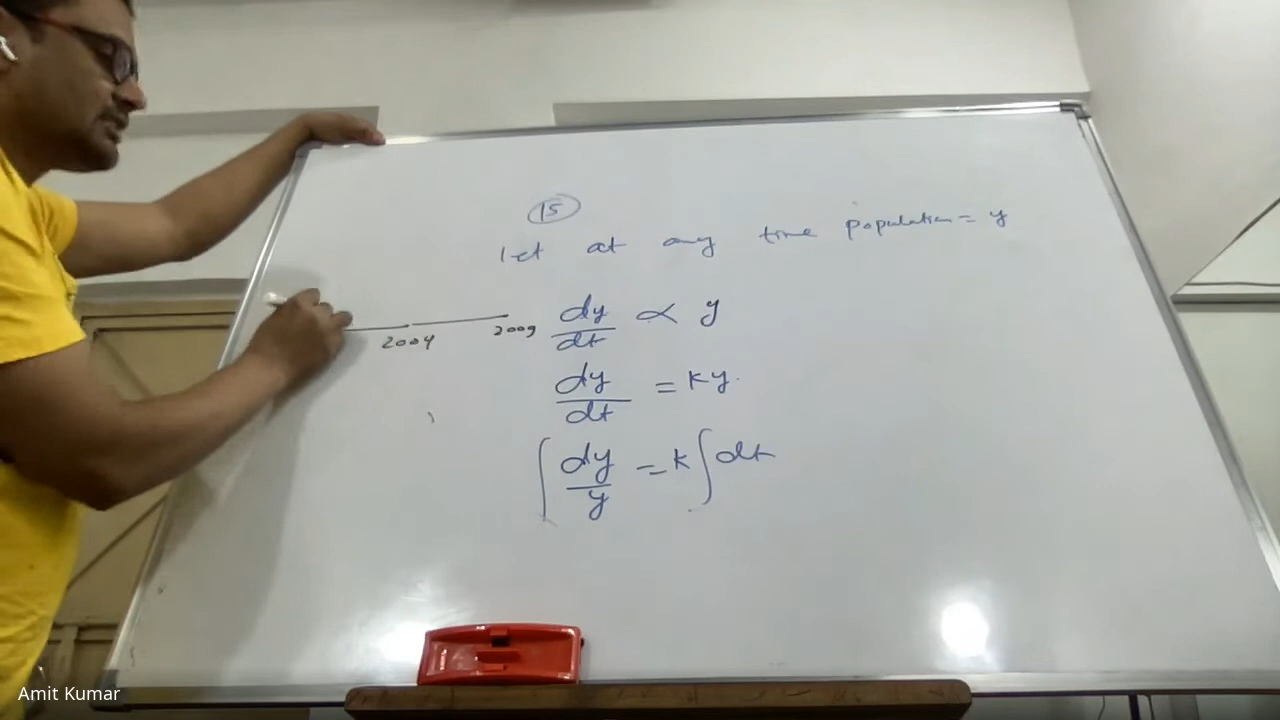 15
Let at any time population = y
dy/dt ∝ y
2004 2009
dy/dt = ky
∫ dy/y = k ∫ dt
Amit Kumar